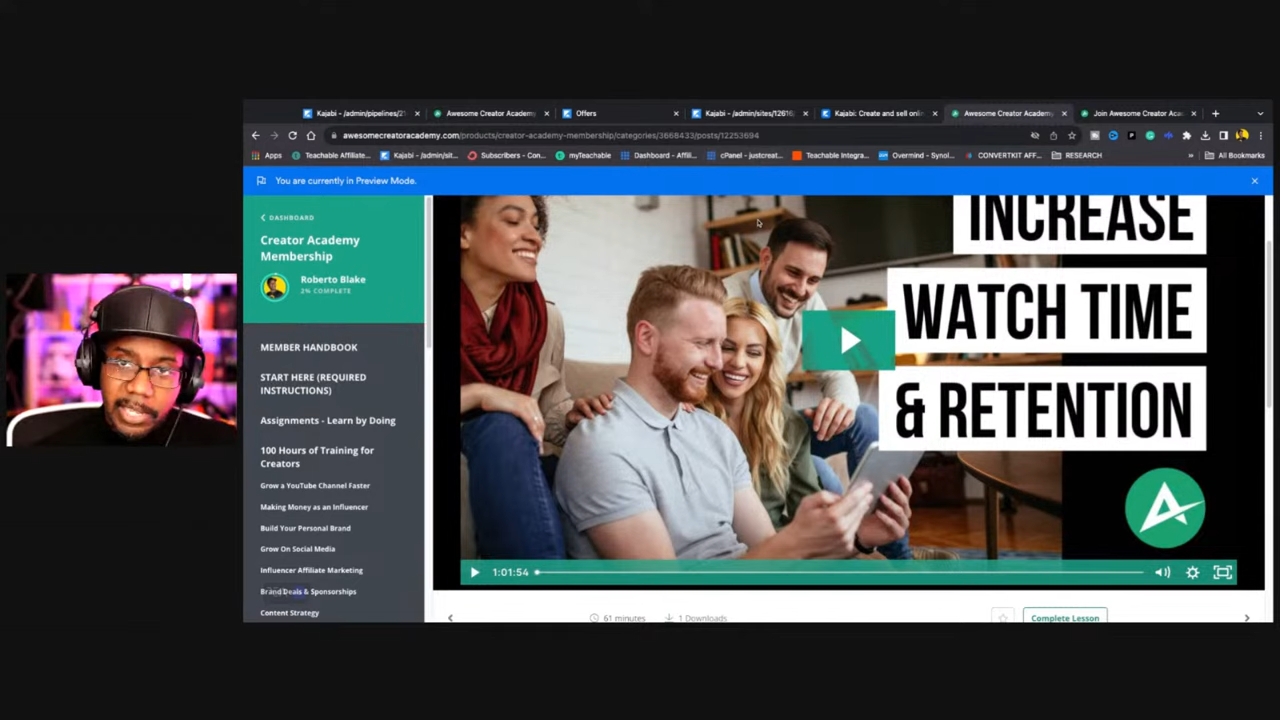 Kajabi - /admin/pipelines/2
Awesome Creator Academy
Offers
Kajabi - /admin/sites/12616
Kajabi: Create and sell onlin
Awesome Creator Academy:
Join Awesome Creator Ac
awesomecreatoracademy.com/products/creator-academy-membership/categories/3668433/posts/12253694
Apps
Teachable Affiliate...
Kajabi - /admin/sit...
Subscribers - Con...
myTeachable
Dashboard - Affili...
cPanel - justcreat...
Teachable Integra...
Overmind - Synol...
CONVERTKIT AFF...
RESEARCH
»
All Bookmarks
You are currently in Preview Mode.
DASHBOARD
Creator Academy
Membership
Roberto Blake
2% COMPLETE
MEMBER HANDBOOK
START HERE (REQUIRED
INSTRUCTIONS)
Assignments - Learn by Doing
100 Hours of Training for
Creators
Grow a YouTube Channel Faster
Making Money as an Influencer
Build Your Personal Brand
Grow On Social Media
Influencer Affiliate Marketing
Brand Deals & Sponsorships
Content Strategy
INCREASE
WATCH TIME
& RETENTION
1:01:54
61 minutes
1 Downloads
Complete Lesson